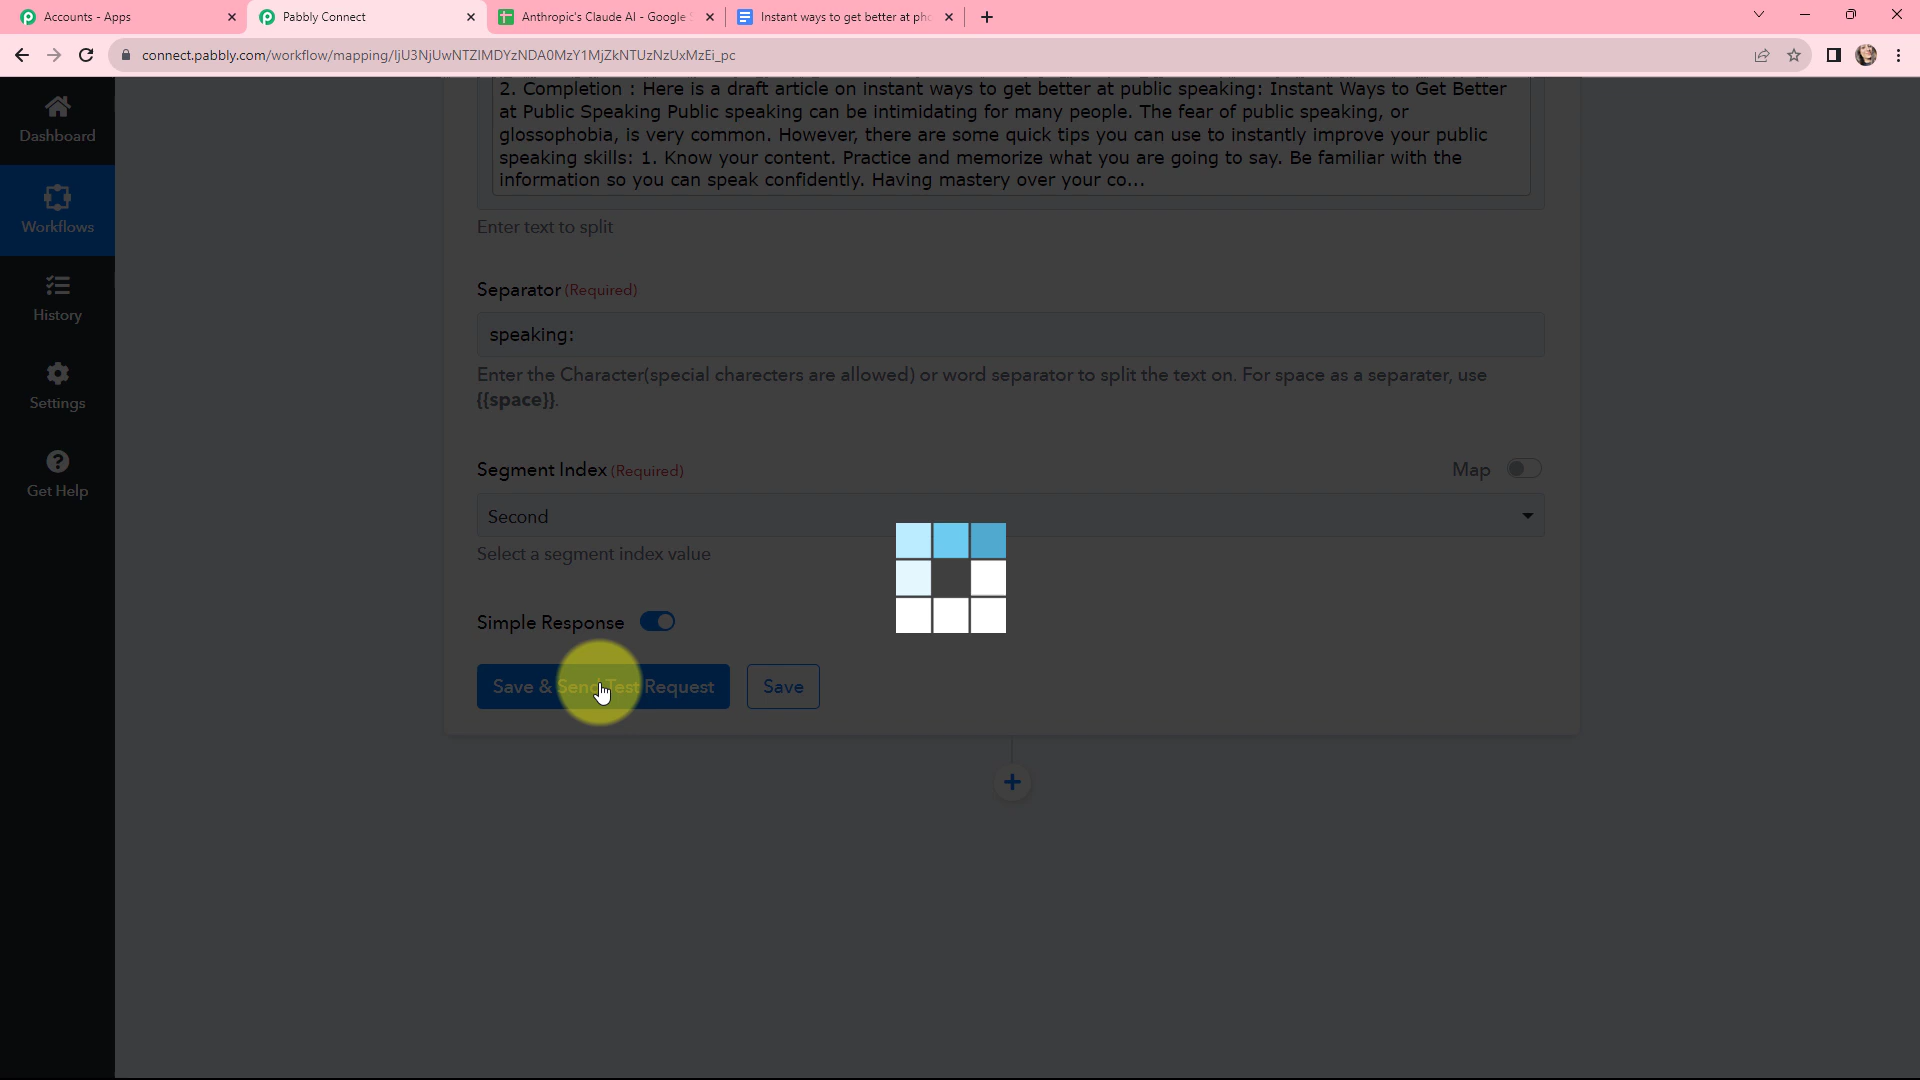 Accounts - Apps
Pabbly Connect
Anthropic's Claude AI - Google
Instant ways to get better at pho
connect.pabbly.com/workflow/mapping/IjU3NjUwNTZlMDYzNDA0MzY1MjZkNTUzNzUxMzEi_pc
Dashboard
Workflows
History
Settings
Get Help
2. Completion : Here is a draft article on instant ways to get better at public speaking: Instant Ways to Get Better
at Public Speaking Public speaking can be intimidating for many people. The fear of public speaking, or
glossophobia, is very common. However, there are some quick tips you can use to instantly improve your public
speaking skills: 1. Know your content. Practice and memorize what you are going to say. Be familiar with the
information so you can speak confidently. Having mastery over your co...
Enter text to split
Separator (Required)
speaking:
Enter the Character(special charecters are allowed) or word separator to split the text on. For space as a separater, use
{{space}}.
Segment Index (Required)
Map
Second
Select a segment index value
Simple Response
Save & Send Test Request
Save